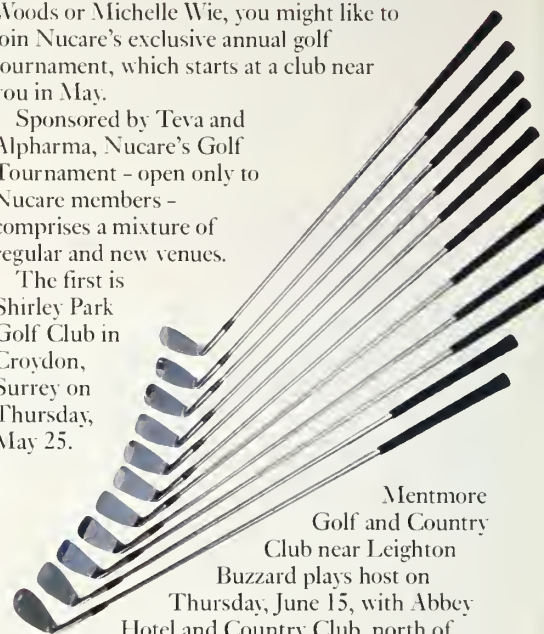 Woods or Michelle Wie, you might like to
oin Nucare's exclusive annual golf
ournament, which starts at a club near
ou in May.
Sponsored by Teva and
Alpharma, Nucare's Golf
Tournament – open only to
Nucare members –
comprises a mixture of
regular and new venues.
The first is
Shirley Park
Golf Club in
Croydon,
Surrey on
Thursday,
May 25.
Mentmore
Golf and Country
Club near Leighton
Buzzard plays host on
Thursday, June 15, with Abbey
Hotel and Country Club, north of